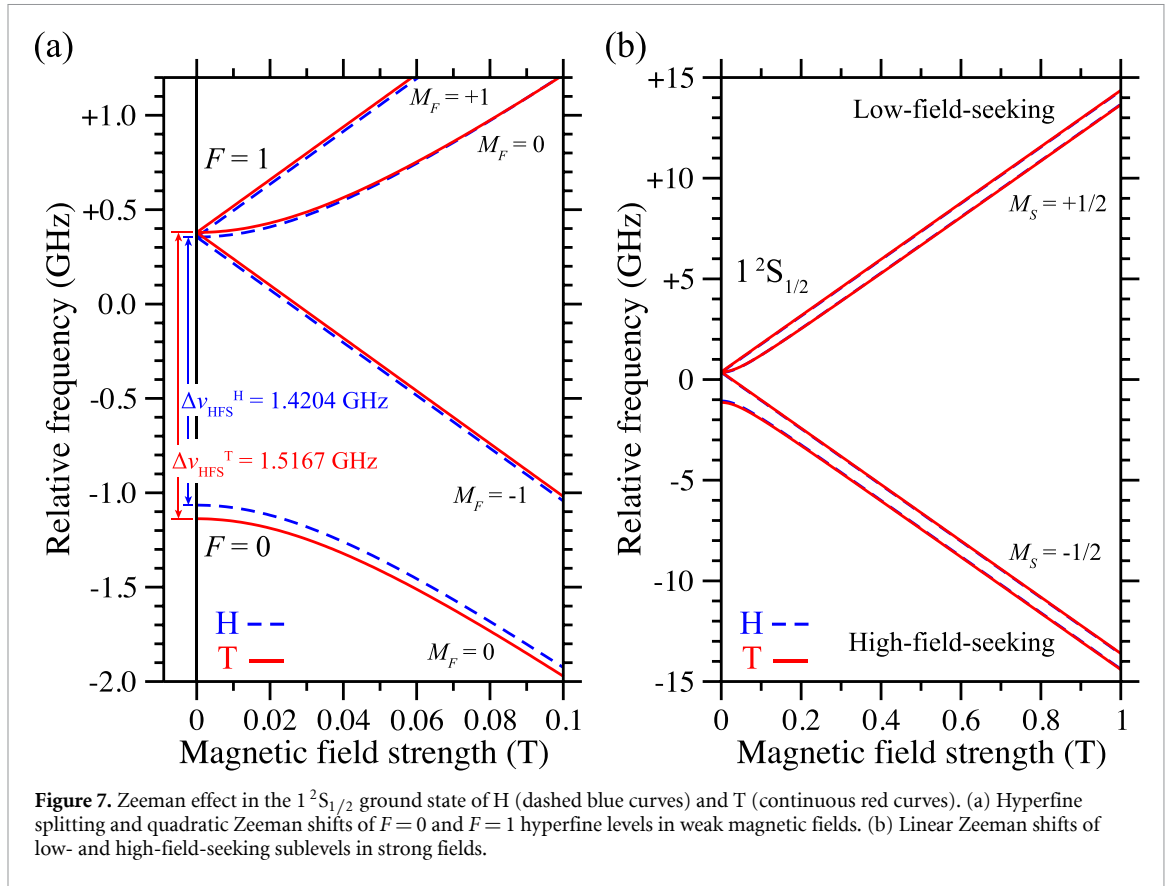 (a)
Relative frequency (GHz)
+1.0
+0.5
0.0
-0.5
-1.0
-1.5
-2.0
M_F = +1
F = 1
M_F = 0
Δν_HFS^H = 1.4204 GHz
Δν_HFS^T = 1.5167 GHz
M_F = -1
F = 0
H
T
M_F = 0
0 0.02 0.04 0.06 0.08 0.1
Magnetic field strength (T)
(b)
Relative frequency (GHz)
+15
+10
+5
0
-5
-10
-15
Low-field-seeking
M_S = +1/2
1 ²S_1/2
M_S = -1/2
H
T
High-field-seeking
0 0.2 0.4 0.6 0.8 1
Magnetic field strength (T)
Figure 7. Zeeman effect in the 1 ²S_1/2 ground state of H (dashed blue curves) and T (continuous red curves). (a) Hyperfine
splitting and quadratic Zeeman shifts of F = 0 and F = 1 hyperfine levels in weak magnetic fields. (b) Linear Zeeman shifts of
low- and high-field-seeking sublevels in strong fields.